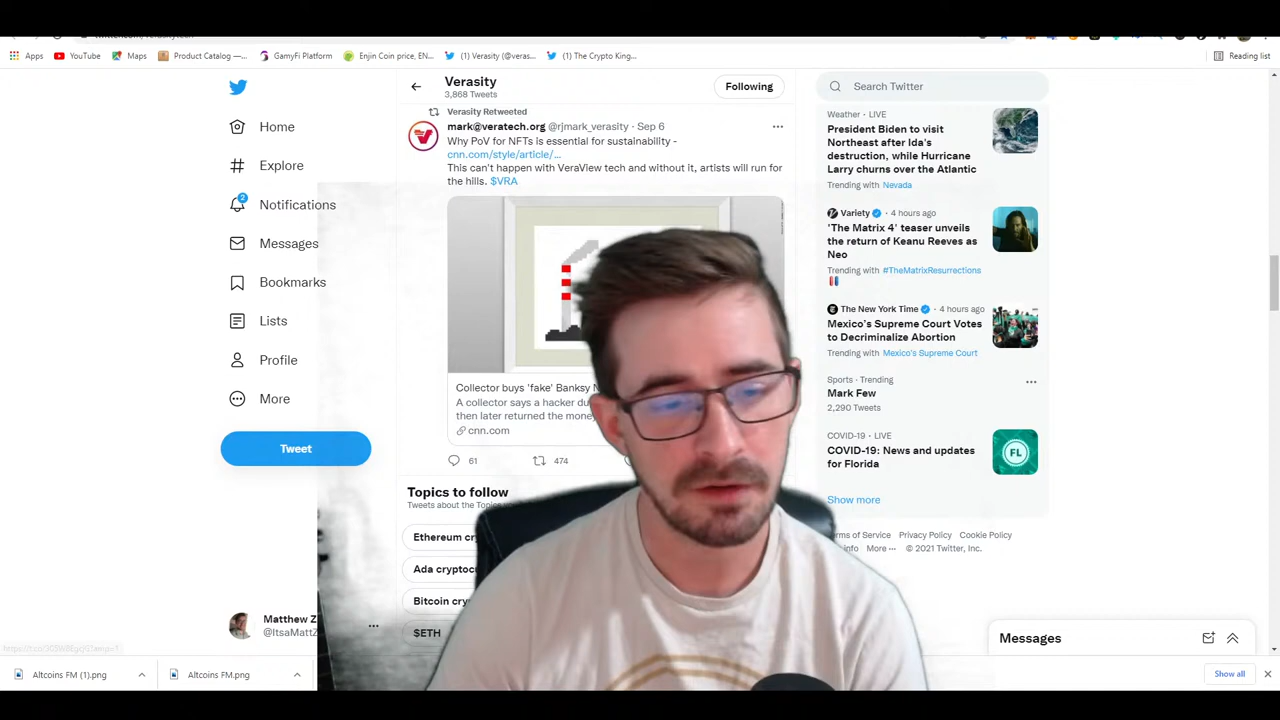 Apps
YouTube
Maps
Product Catalog —...
GamyFi Platform
Enjin Coin price, EN...
(1) Verasity (@veras...
(1) The Crypto King...
Reading list
Verasity
3,868 Tweets
Following
Search Twitter
Home
Explore
2
Notifications
Messages
Bookmarks
Lists
Profile
More
Tweet
Verasity Retweeted
mark@veratech.org @rjmark_verasity · Sep 6
Why PoV for NFTs is essential for sustainability -
cnn.com/style/article/...
This can't happen with VeraView tech and without it, artists will run for
the hills. $VRA
Collector buys 'fake' Banksy
A collector says a hacker
then later returned the
cnn.com
61
474
Topics to follow
Tweets about the
Ethereum
Ada
Bitcoin
$ETH
Weather · LIVE
President Biden to visit
Northeast after Ida's
destruction, while Hurricane
Larry churns over the Atlantic
Trending with Nevada
Variety · 4 hours ago
'The Matrix 4' teaser unveils
the return of Keanu Reeves as
Neo
Trending with #TheMatrixResurrections
The New York Time · 4 hours ago
Mexico's Supreme Court Votes
to Decriminalize Abortion
Trending with Mexico's Supreme Court
Sports · Trending
Mark Few
2,290 Tweets
COVID-19 · LIVE
COVID-19: News and updates
for Florida
FL
Show more
of Service Privacy Policy Cookie Policy
info More ··· © 2021 Twitter, Inc.
Matthew Z
@ItsaMattZ
Messages
Altcoins FM (1).png
Altcoins FM.png
Show all